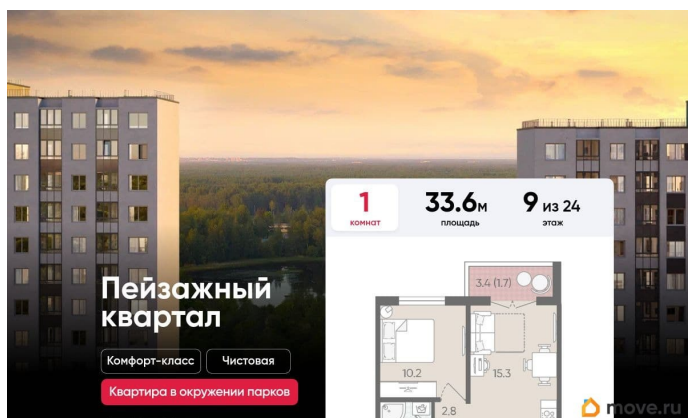 1
комнат
33.6м
площадь
9 из 24
этаж
Пейзажный
квартал
Комфорт-класс
Чистовая
Квартира в окружении парков
3.4 (1.7)
10.2
15.3
2.8
move.ru